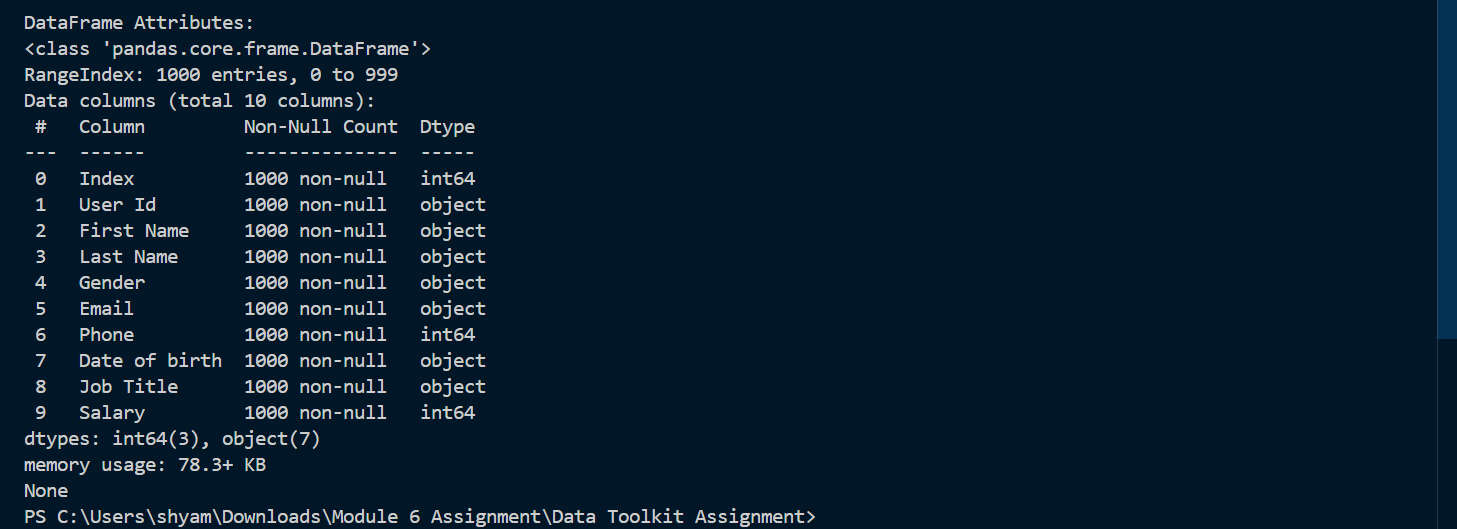 DataFrame Attributes:
<class 'pandas.core.frame.DataFrame'>
RangeIndex: 1000 entries, 0 to 999
Data columns (total 10 columns):
 #   Column         Non-Null Count  Dtype
---  ------         --------------  -----
 0   Index          1000 non-null   int64
 1   User Id        1000 non-null   object
 2   First Name     1000 non-null   object
 3   Last Name      1000 non-null   object
 4   Gender         1000 non-null   object
 5   Email          1000 non-null   object
 6   Phone          1000 non-null   int64
 7   Date of birth  1000 non-null   object
 8   Job Title      1000 non-null   object
 9   Salary         1000 non-null   int64
dtypes: int64(3), object(7)
memory usage: 78.3+ KB
None
PS C:\Users\shyam\Downloads\Module 6 Assignment\Data Toolkit Assignment>